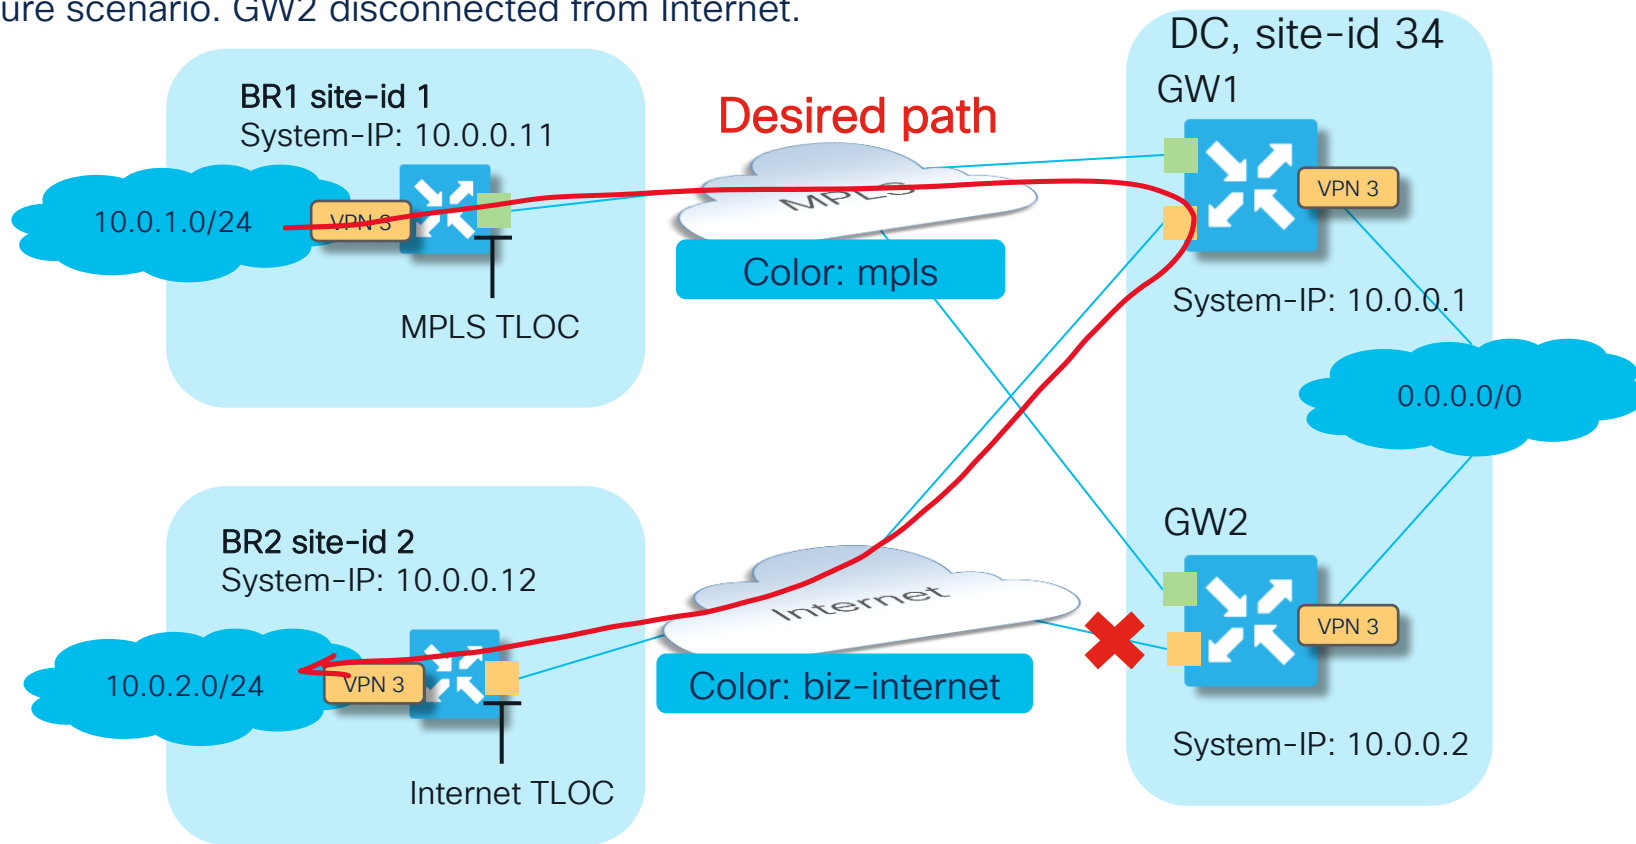 ure scenario. GW2 disconnected from Internet.
DC, site-id 34
GW1
BR1 site-id 1
System-IP: 10.0.0.11
Desired path
MPLS
VPN 3
10.0.1.0/24
VPN 3
Color: mpls
System-IP: 10.0.0.1
MPLS TLOC
0.0.0.0/0
GW2
BR2 site-id 2
System-IP: 10.0.0.12
Internet
VPN 3
10.0.2.0/24
VPN 3
Color: biz-internet
System-IP: 10.0.0.2
Internet TLOC